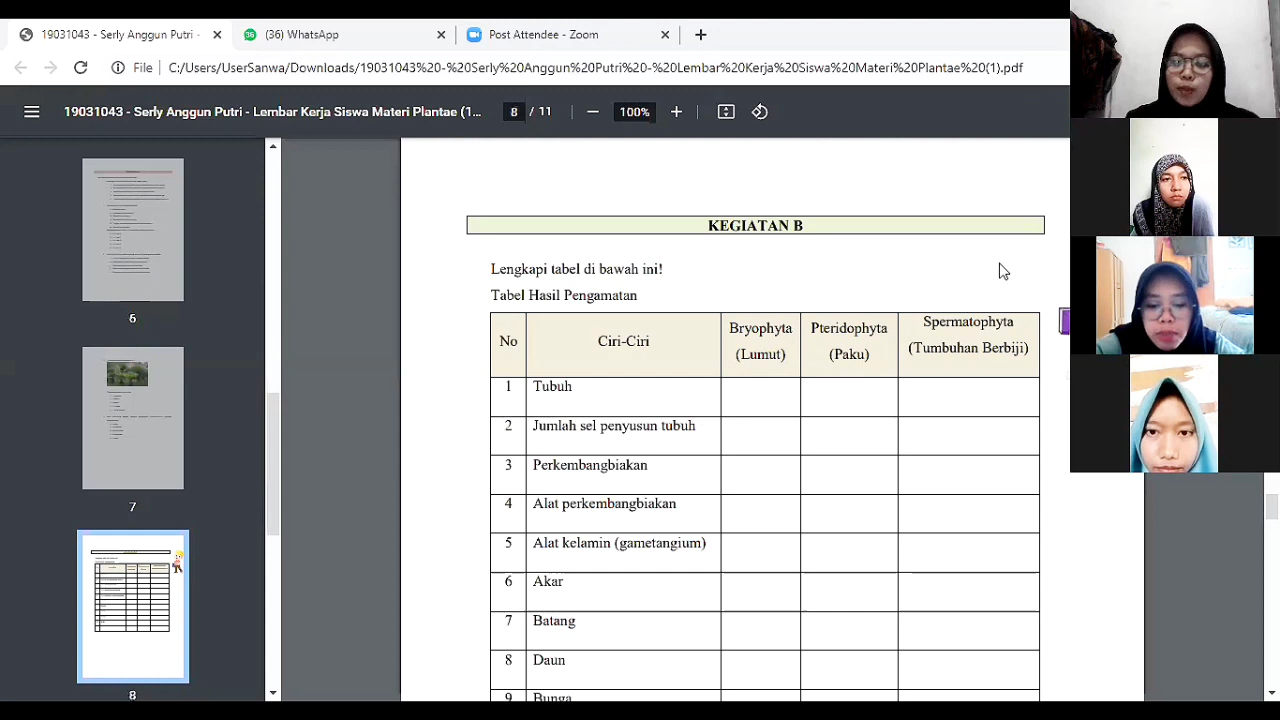 19031043 - Serly Anggun Putri -
(36) WhatsApp
Post Attendee - Zoom
File
C:/Users/UserSanwa/Downloads/19031043%20-%20Serly%20Anggun%20Putri%20-%20Lembar%20Kerja%20Siswa%20Materi%20Plantae%20(1).pdf
19031043 - Serly Anggun Putri - Lembar Kerja Siswa Materi Plantae (1...
8 / 11
100%
6
7
8
KEGIATAN B
Lengkapi tabel di bawah ini!
Tabel Hasil Pengamatan
No Ciri-Ciri Bryophyta (Lumut) Pteridophyta (Paku) Spermatophyta (Tumbuhan Berbiji)
1 Tubuh
2 Jumlah sel penyusun tubuh
3 Perkembangbiakan
4 Alat perkembangbiakan
5 Alat kelamin (gametangium)
6 Akar
7 Batang
8 Daun
9 Bunga